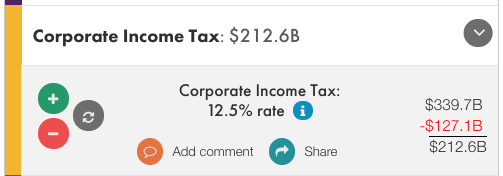 Corporate Income Tax: $212.6B
Corporate Income Tax:
12.5% rate i
$339.7B
-$127.1B
$212.6B
Add comment Share